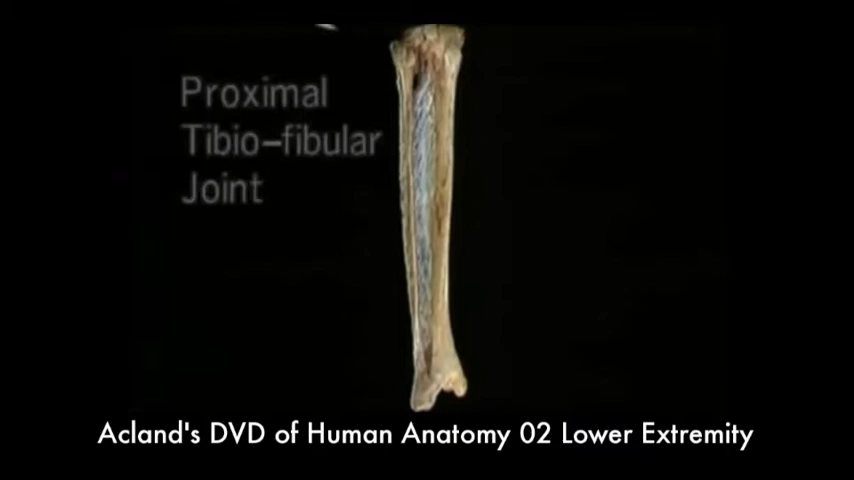 Proximal
Tibio-fibular
Joint
Acland's DVD of Human Anatomy 02 Lower Extremity